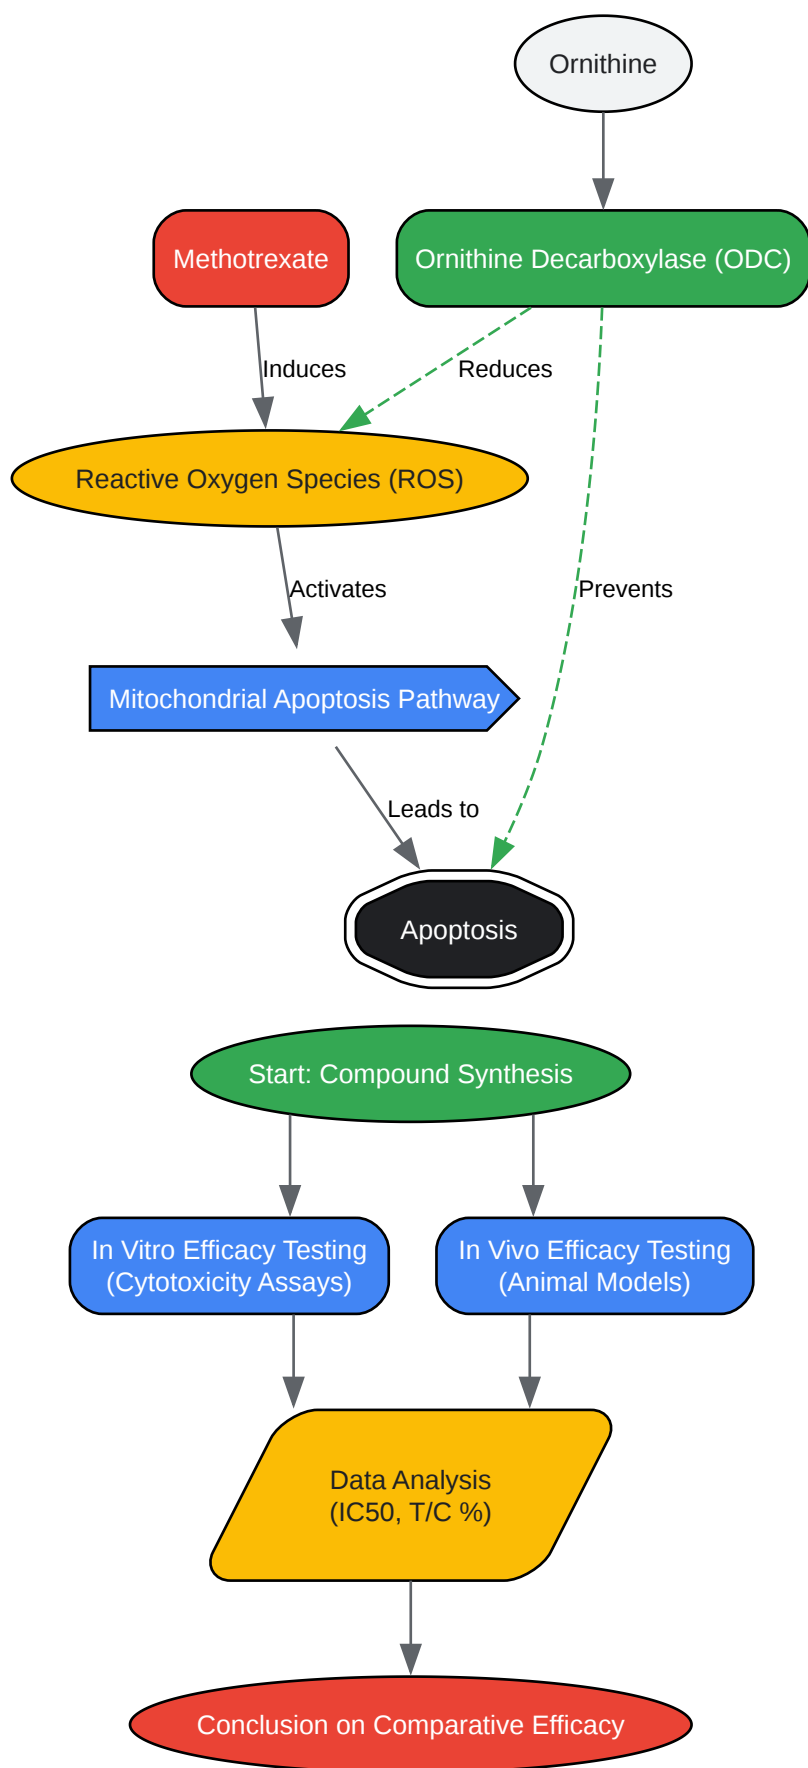 Ornithine
Methotrexate
Ornithine Decarboxylase (ODC)
Induces
Reduces
Reactive Oxygen Species (ROS)
Activates
Prevents
Mitochondrial Apoptosis Pathway
Leads to
Apoptosis
Start: Compound Synthesis
In Vitro Efficacy Testing
(Cytotoxicity Assays)
In Vivo Efficacy Testing
(Animal Models)
Data Analysis
(IC50, T/C %)
Conclusion on Comparative Efficacy